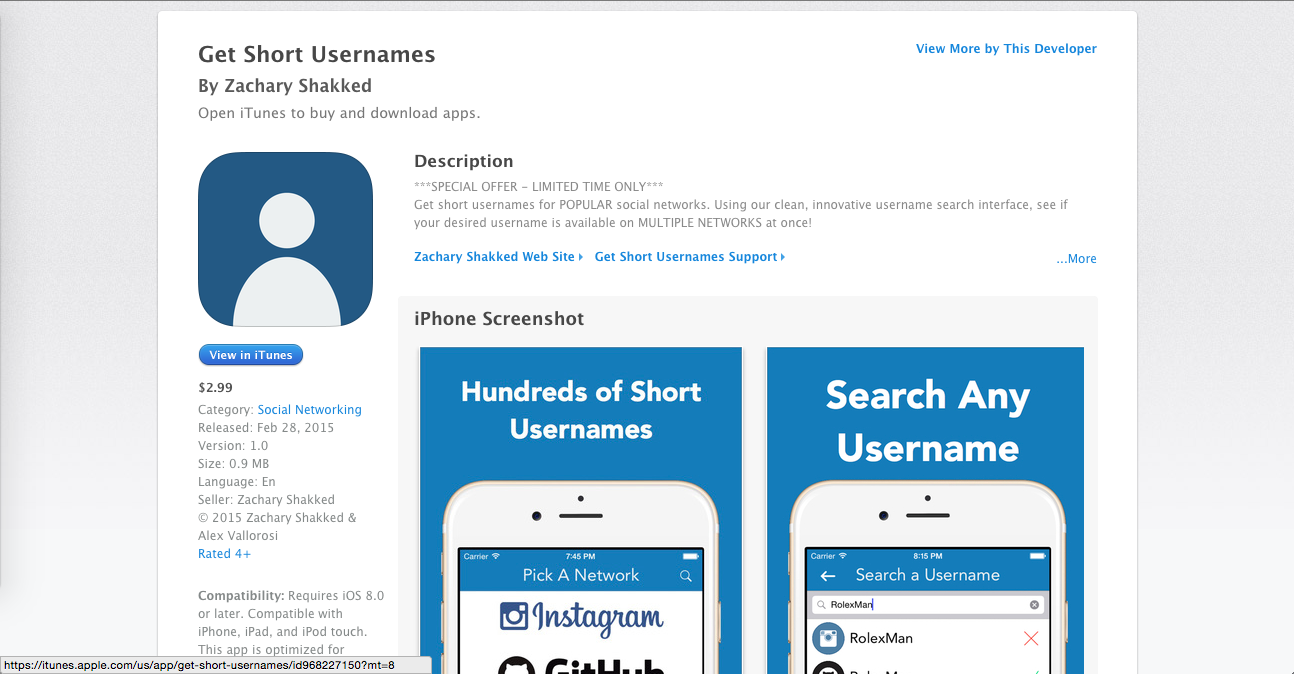 Get Short Usernames
View More by This Developer
By Zachary Shakked
Open iTunes to buy and download apps.
Description
***SPECIAL OFFER – LIMITED TIME ONLY***
Get short usernames for POPULAR social networks. Using our clean, innovative username search interface, see if
your desired username is available on MULTIPLE NETWORKS at once!
Zachary Shakked Web Site
Get Short Usernames Support
...More
View in iTunes
$2.99
Category: Social Networking
Released: Feb 28, 2015
Version: 1.0
Size: 0.9 MB
Language: En
Seller: Zachary Shakked
© 2015 Zachary Shakked &
Alex Vallorosi
Rated 4+
Compatibility: Requires iOS 8.0
or later. Compatible with
iPhone, iPad, and iPod touch.
This app is optimized for
iPhone Screenshot
Hundreds of Short
Usernames
Carrier 7:45 PM
Pick A Network
Instagram
GitHub
Search Any
Username
Carrier 8:15 PM
Search a Username
RolexMan
RolexMan
https://itunes.apple.com/us/app/get-short-usernames/id968227150?mt=8